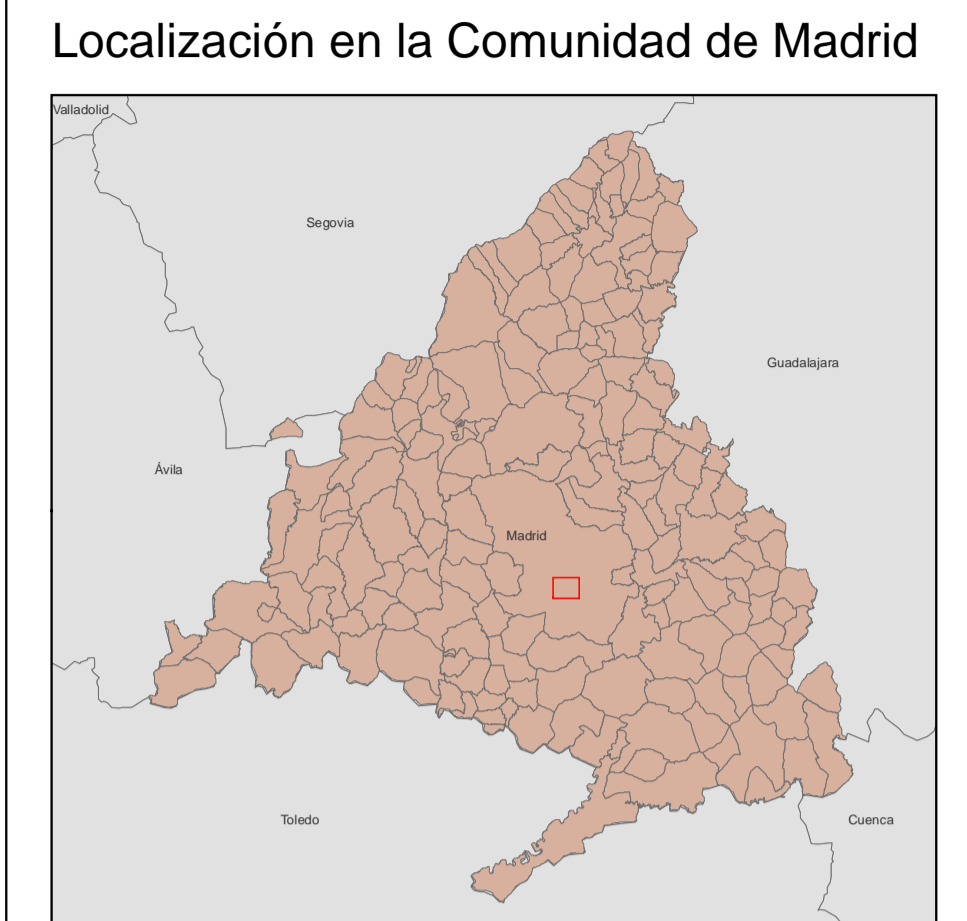 Localización en la Comunidad de Madrid
Valladolid
Segovia
Guadalajara
Ávila
Madrid
Toledo
Cuenca